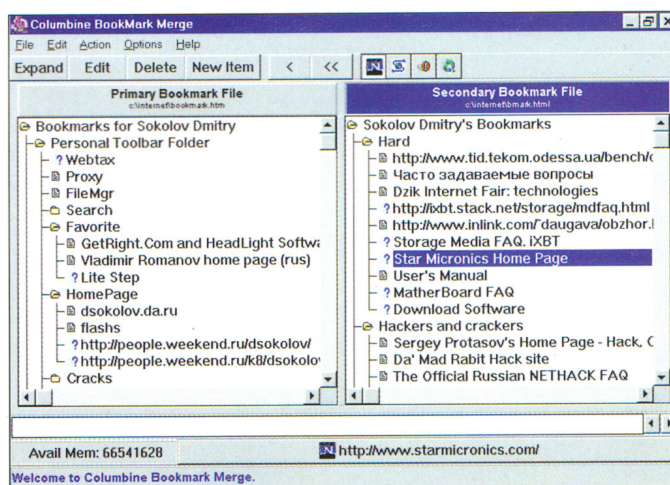 Columbine BookMark Merge
File Edit Action Options Help
Expand Edit Delete New Item < <<
Primary Bookmark File
c:\internet\bookmark.htm
Secondary Bookmark File
c:\internet\bmark.html
Bookmarks for Sokolov Dmitry
Personal Toolbar Folder
?Webtax
Proxy
FileMgr
Search
Favorite
GetRight.Com and HeadLight Softwa
Vladimir Romanov home page (rus)
? Lite Step
HomePage
dsokolov.da.ru
flashs
?http://people.weekend.ru/dsokolov/
?http://people.weekend.ru/k8/dsokolo
Cracks
Sokolov Dmitry's Bookmarks
Hard
http://www.tid.tekom.odessa.ua/bench/
Часто задаваемые вопросы
Dzik Internet Fair: technologies
?http://ixbt.stack.net/storage/mdfaq.html
http://www.inlink.com/~daugava/obzhor.
? Storage Media FAQ. iXBT
? Star Micronics Home Page
User's Manual
? MatherBoard FAQ
? Download Software
Hackers and crackers
Sergey Protasov's Home Page - Hack, C
Da' Mad Rabit Hack site
The Official Russian NETHACK FAQ
Avail Mem: 66541628
http://www.starmicronics.com/
Welcome to Columbine Bookmark Merge.